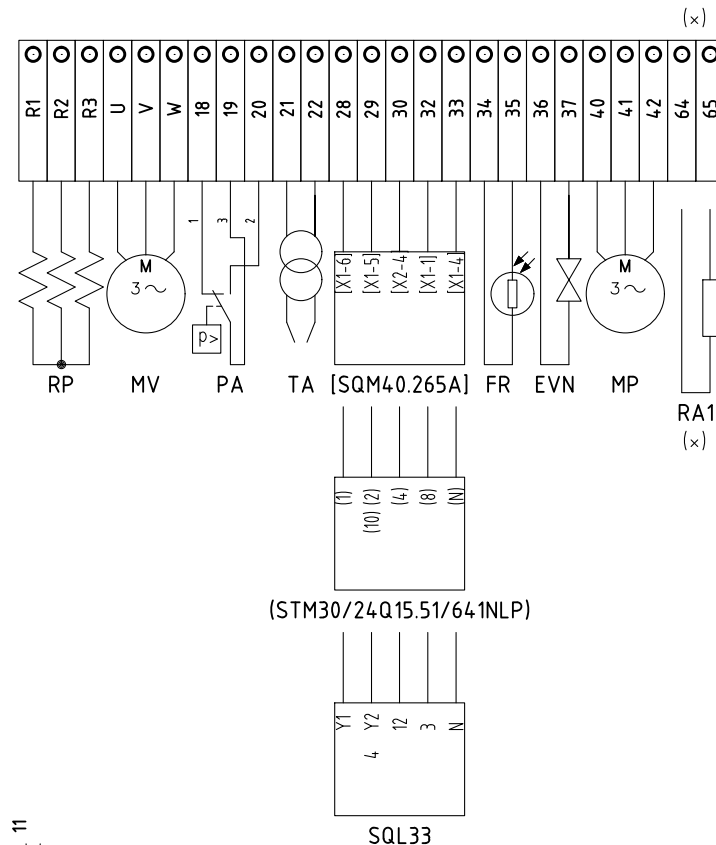 (×)
R1 R2 R3 U V W 18 19 20 21 22 28 29 30 32 33 34 35 36 37 40 41 42 64 65
1 3 2
M
3~
p>
[X1-6] [X1-5] [X2-4] [X1-1] [X1-4]
M
3~
RP MV PA TA [SQM40.265A] FR EVN MP
RA1
(×)
(1) (10) (2) (4) (8) (N)
(STM30/24Q15.51/641NLP)
Y1 Y2 12 3 N
4
11
SQL33